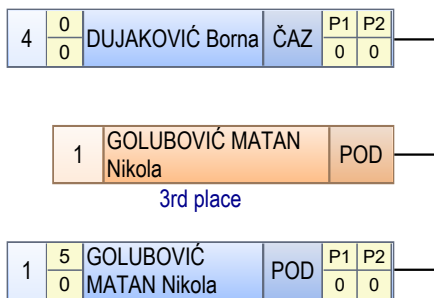 4 0 0 DUJAKOVIĆ Borna ČAZ P1 P2 0 0
1 GOLUBOVIĆ MATAN Nikola POD
3rd place
1 5 0 GOLUBOVIĆ MATAN Nikola POD P1 P2 0 0